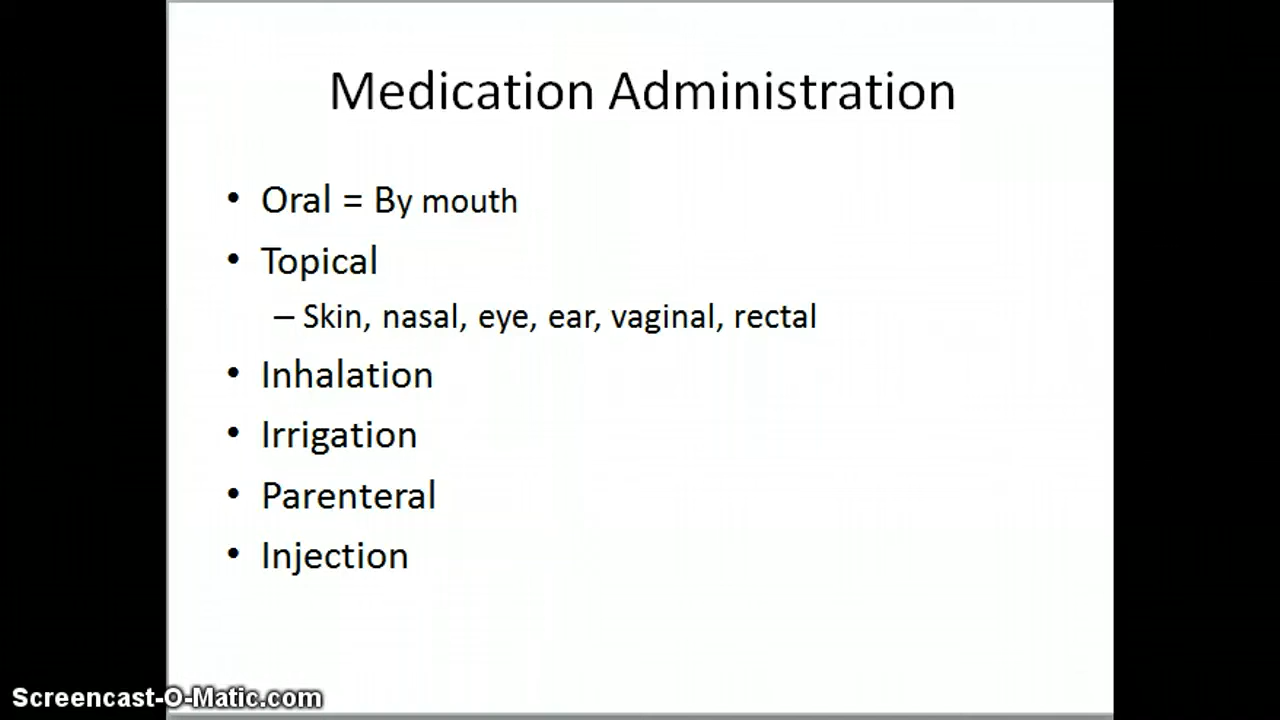 Medication Administration
• Oral = By mouth
• Topical
– Skin, nasal, eye, ear, vaginal, rectal
• Inhalation
• Irrigation
• Parenteral
• Injection
Screencast-O-Matic.com